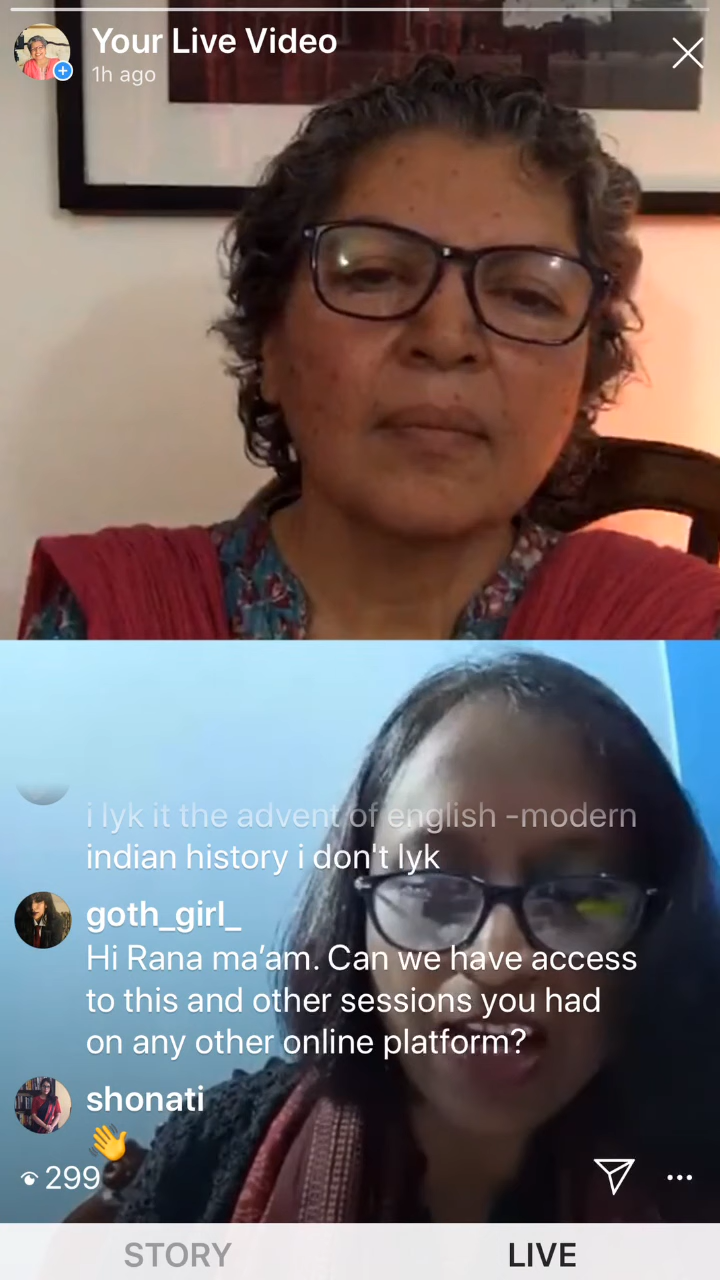 Your Live Video
1h ago
i lyk it the advent of english -modern
indian history i don't lyk
goth_girl_
Hi Rana ma’am. Can we have access
to this and other sessions you had
on any other online platform?
shonati
👋
299
STORY
LIVE